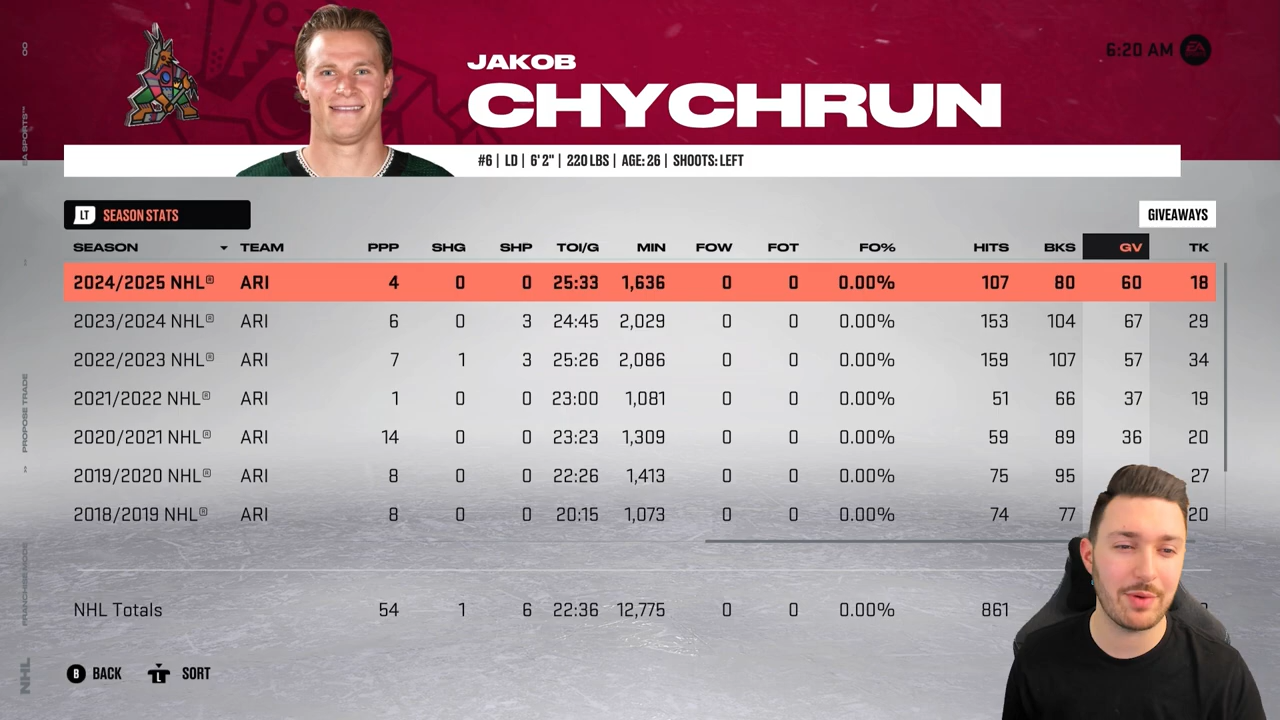 6:20 AM EA
JAKOB
CHYCHRUN
#6 | LD | 6' 2" | 220 LBS | AGE: 26 | SHOOTS: LEFT
LT SEASON STATS
GIVEAWAYS
SEASON TEAM PPP SHG SHP TOI/G MIN FOW FOT FO% HITS BKS GV TK
2024/2025 NHL® ARI 4 0 0 25:33 1,636 0 0 0.00% 107 80 60 18
2023/2024 NHL® ARI 6 0 3 24:45 2,029 0 0 0.00% 153 104 67 29
2022/2023 NHL® ARI 7 1 3 25:26 2,086 0 0 0.00% 159 107 57 34
2021/2022 NHL® ARI 1 0 0 23:00 1,081 0 0 0.00% 51 66 37 19
2020/2021 NHL® ARI 14 0 0 23:23 1,309 0 0 0.00% 59 89 36 20
2019/2020 NHL® ARI 8 0 0 22:26 1,413 0 0 0.00% 75 95 27
2018/2019 NHL® ARI 8 0 0 20:15 1,073 0 0 0.00% 74 77 20
NHL Totals 54 1 6 22:36 12,775 0 0 0.00% 861
B BACK L SORT
EA SPORTS™
PROPOSE TRADE
FRANCHISE MODE
NHL